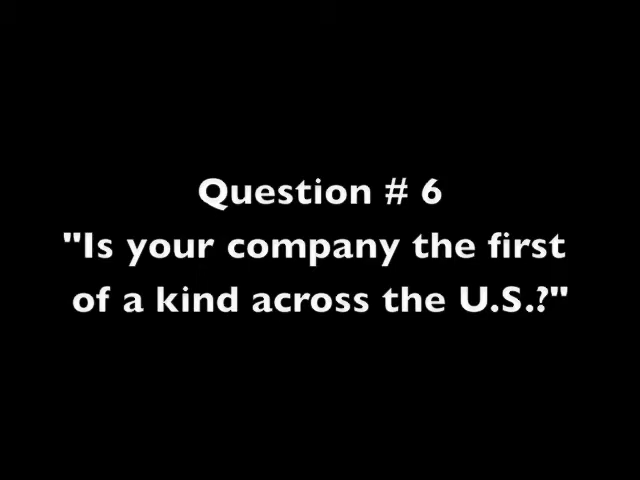 Question # 6
"Is your company the first
of a kind across the U.S.?"